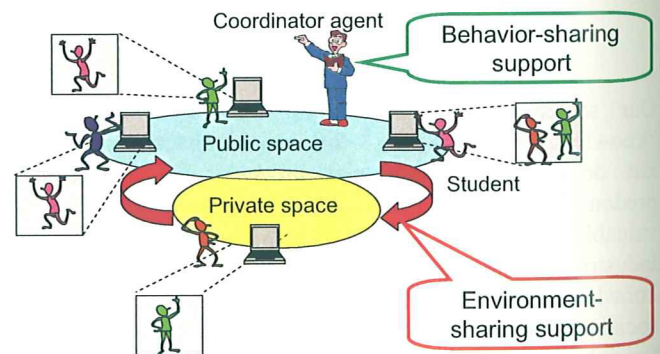 Coordinator agent
Behavior-sharing
support
Public space
Student
Private space
Environment-
sharing support